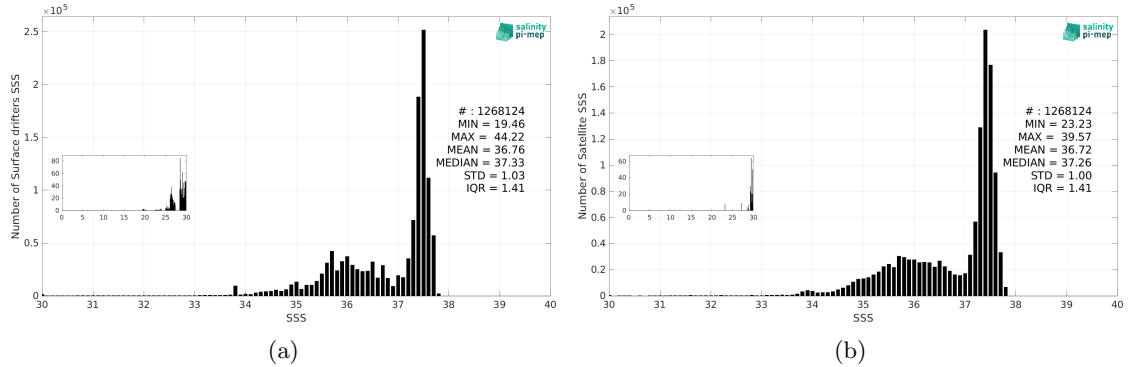 ×10^5
2.5
2
1.5
1
0.5
0
Number of Surface drifters SSS
salinity
pi-mep
# : 1268124
MIN = 19.46
MAX = 44.22
MEAN = 36.76
MEDIAN = 37.33
STD = 1.03
IQR = 1.41
80
60
40
20
0
0 5 10 15 20 25 30
30 31 32 33 34 35 36 37 38 39 40
SSS
(a)
×10^5
2
1.8
1.6
1.4
1.2
1
0.8
0.6
0.4
0.2
0
Number of Satellite SSS
salinity
pi-mep
# : 1268124
MIN = 23.23
MAX = 39.57
MEAN = 36.72
MEDIAN = 37.26
STD = 1.00
IQR = 1.41
60
40
20
0
0 5 10 15 20 25 30
30 31 32 33 34 35 36 37 38 39 40
SSS
(b)